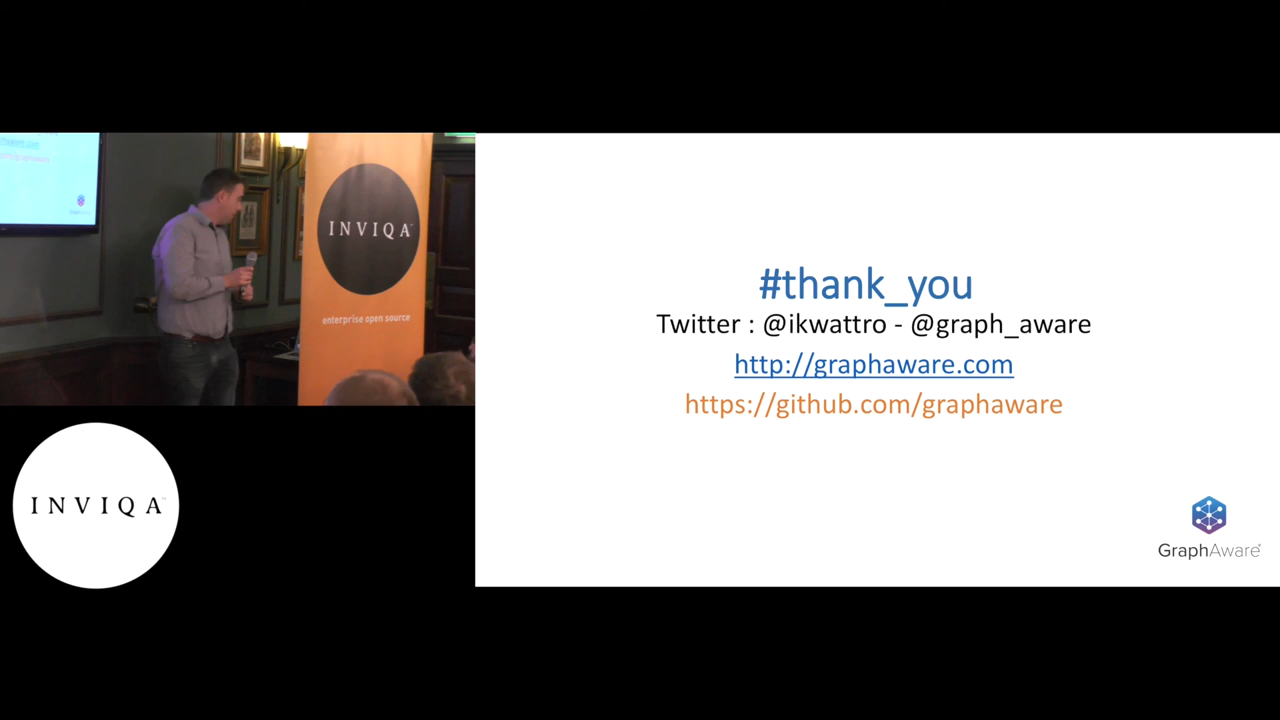 INVIQA
enterprise open source
INVIQA
#thank_you
Twitter : @ikwattro - @graph_aware
http://graphaware.com
https://github.com/graphaware
GraphAware